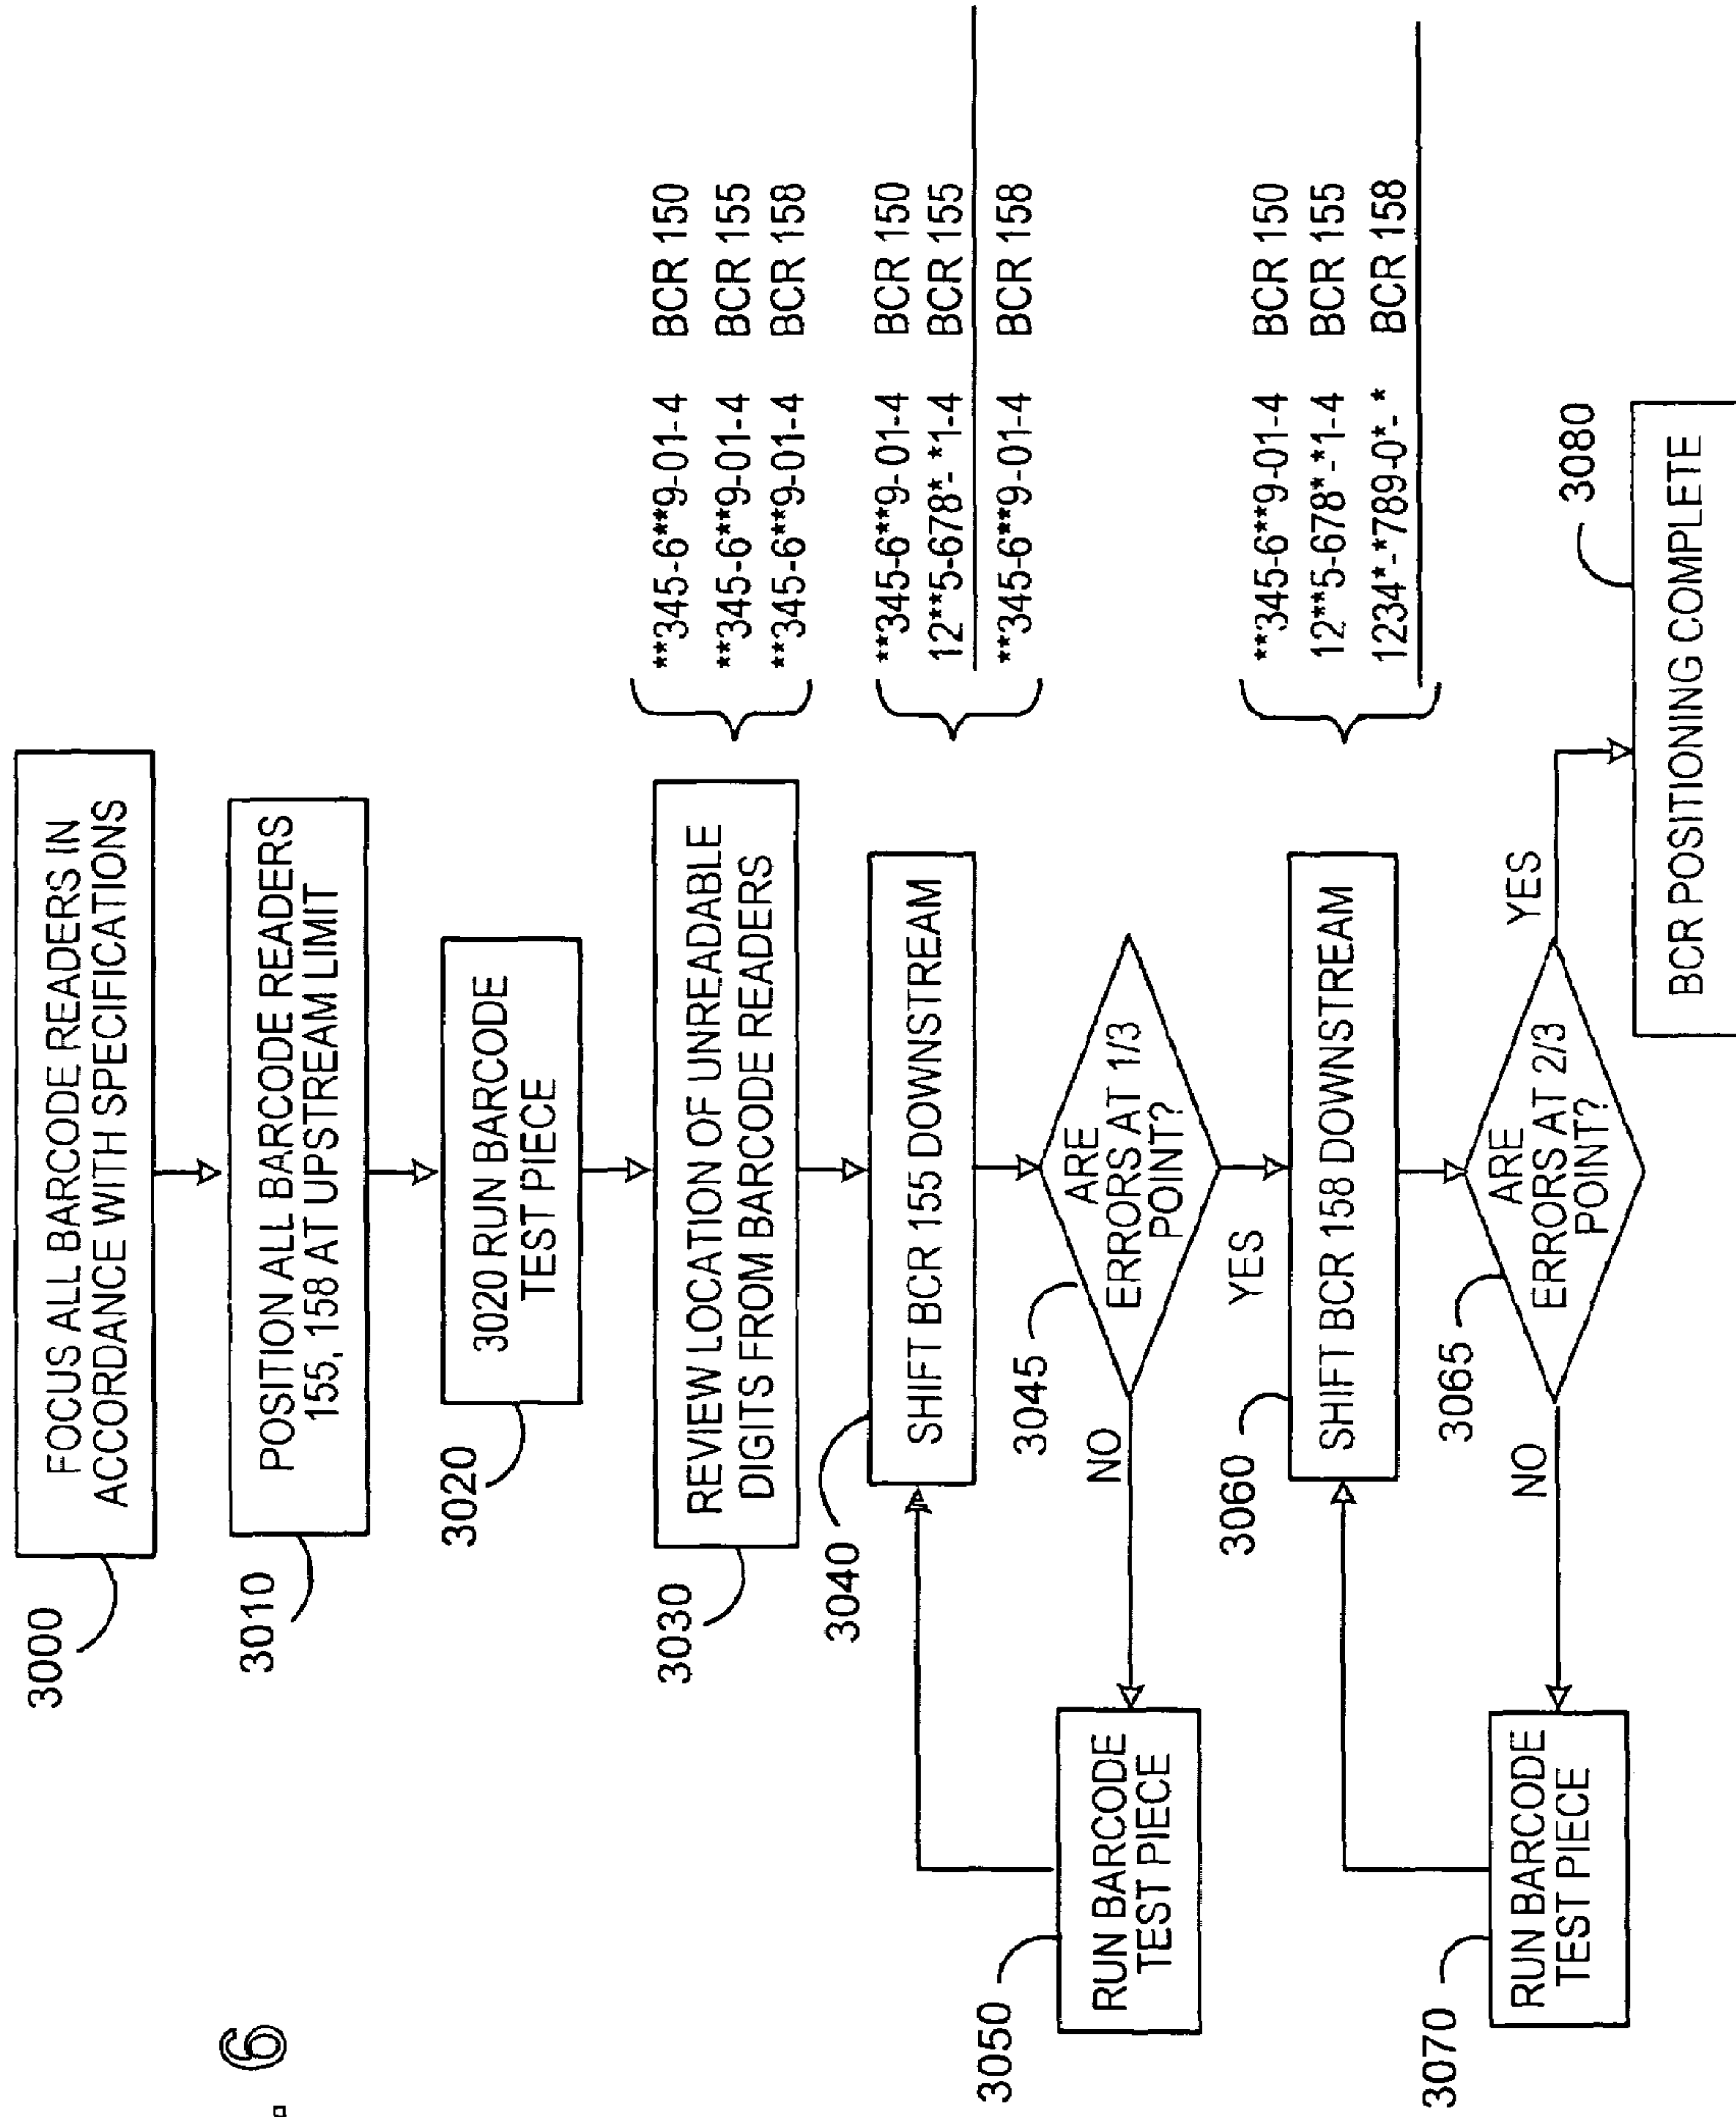 3000
FOCUS ALL BARCODE READERS IN
ACCORDANCE WITH SPECIFICATIONS
3010
POSITION ALL BARCODE READERS
155, 158 AT UPSTREAM LIMIT
3020
3020 RUN BARCODE
TEST PIECE
3030
REVIEW LOCATION OF UNREADABLE
DIGITS FROM BARCODE READERS
**345-6**9-01-4 BCR 150
**345-6**9-01-4 BCR 155
**345-6**9-01-4 BCR 158
3040
SHIFT BCR 155 DOWNSTREAM
**345-6**9-01-4 BCR 150
12**5-678*-*1-4 BCR 155
**345-6**9-01-4 BCR 158
3045
ARE
ERRORS AT 1/3
POINT?
NO
YES
3050
RUN BARCODE
TEST PIECE
3060
SHIFT BCR 158 DOWNSTREAM
**345-6**9-01-4 BCR 150
12**5-678*-*1-4 BCR 155
1234*-*789-0*-* BCR 158
3065
ARE
ERRORS AT 2/3
POINT?
NO
YES
3070
RUN BARCODE
TEST PIECE
3080
BCR POSITIONING COMPLETE
6